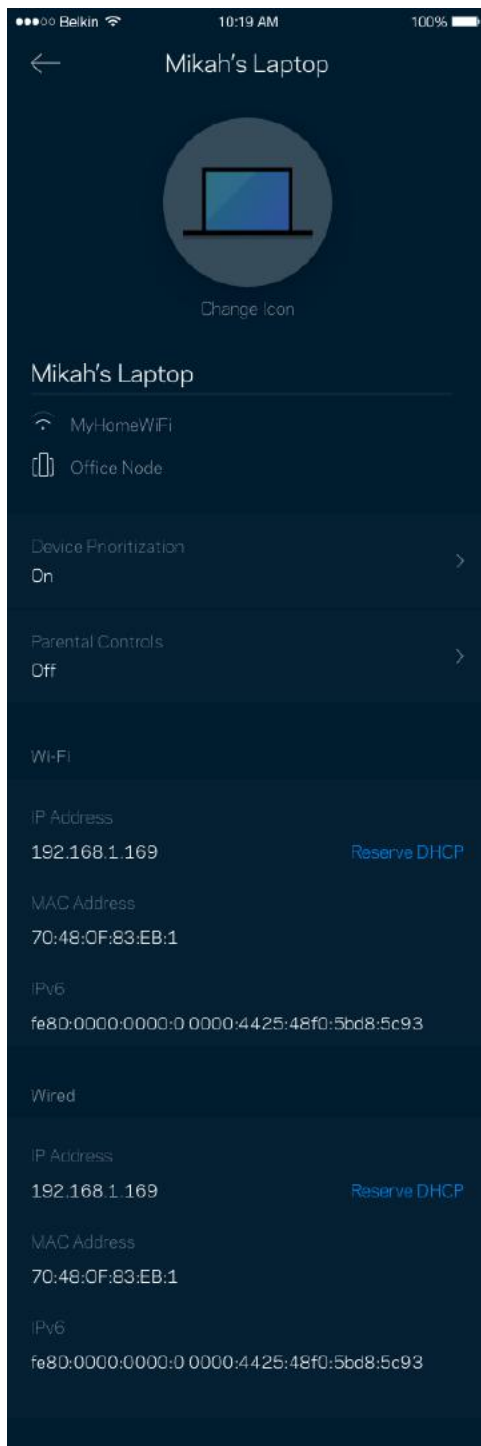 Belkin 10:19 AM 100%
Mikah's Laptop
Change Icon
Mikah's Laptop
MyHomeWiFi
Office Node
Device Prioritization
On
Parental Controls
Off
Wi-Fi
IP Address
192.168.1.169 Reserve DHCP
MAC Address
70:48:0F:83:EB:1
IPv6
fe80:0000:0000:0 0000:4425:48f0:5bd8:5c93
Wired
IP Address
192.168.1.169 Reserve DHCP
MAC Address
70:48:0F:83:EB:1
IPv6
fe80:0000:0000:0 0000:4425:48f0:5bd8:5c93